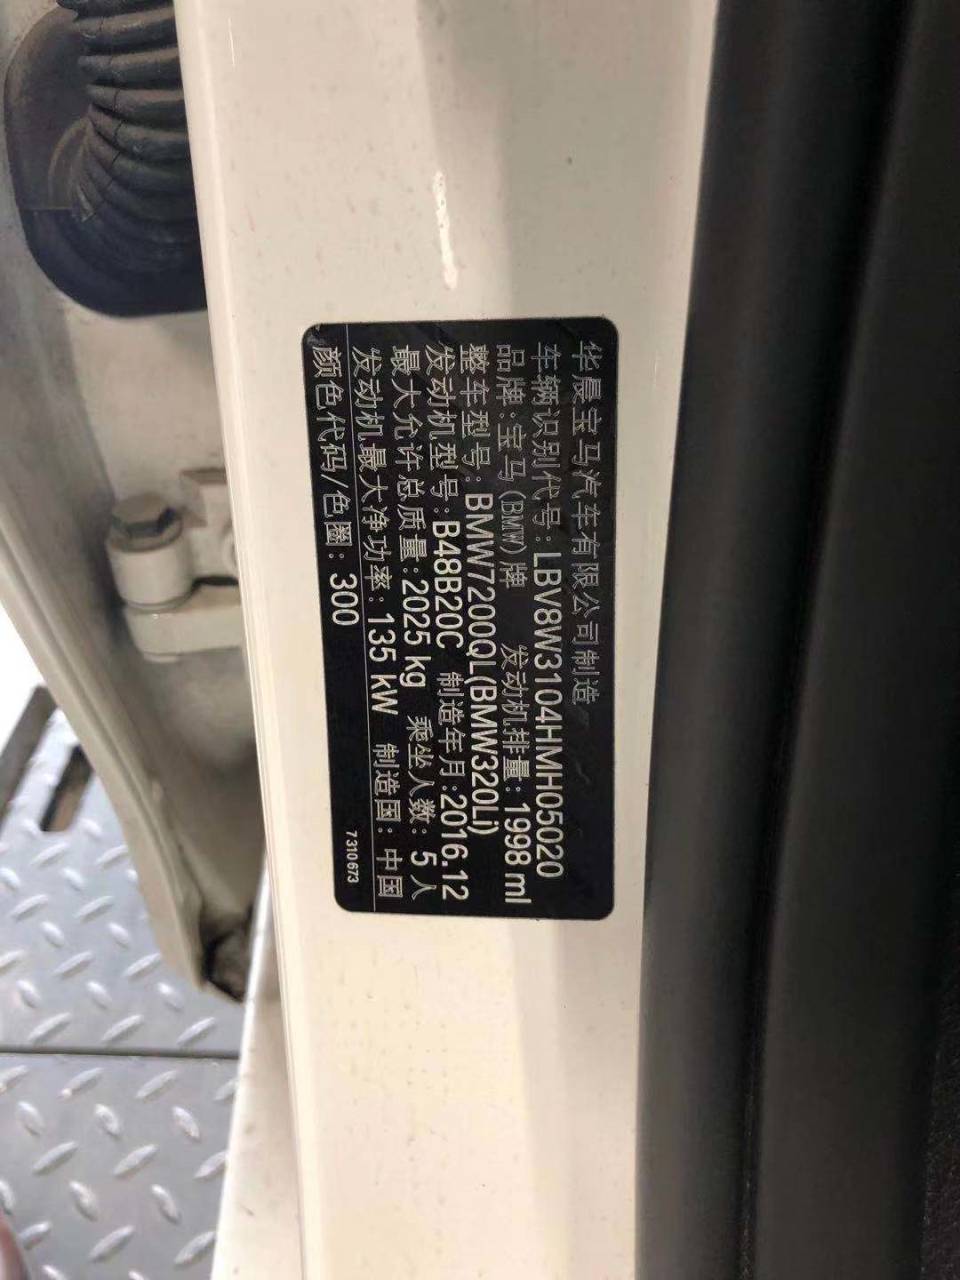 华晨宝马汽车有限公司制造
车辆识别代号: LBV8W3104HMH05020
品牌:宝马(BMW)牌 发动机排量:1998 ml
整车型号: BMW7200QL(BMW320Li)
发动机型号:B48B20C 制造年月:2016.12
最大允许总质量:2025 kg 乘坐人数: 5 人
发动机最大净功率: 135 kW 制造国: 中国
颜色代码/色圈: 300
7 310 673